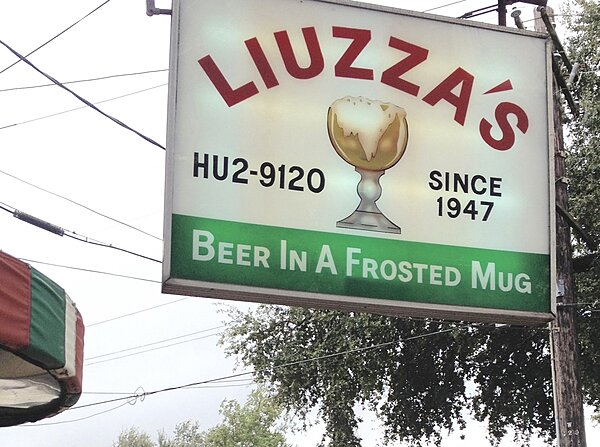 LIUZZA'S
HU2-9120
SINCE
1947
BEER IN A FROSTED MUG